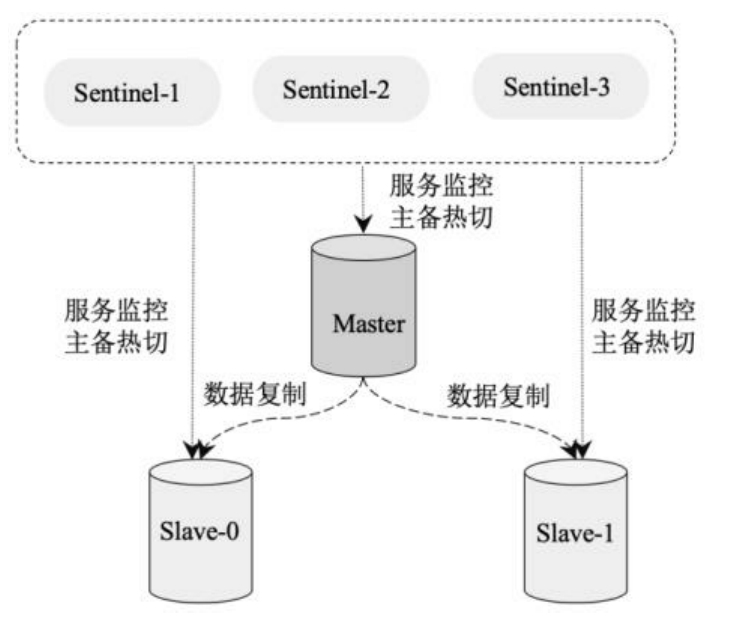 Sentinel-1
Sentinel-2
Sentinel-3
服务监控
主备热切
Master
服务监控
主备热切
服务监控
主备热切
数据复制
数据复制
Slave-0
Slave-1